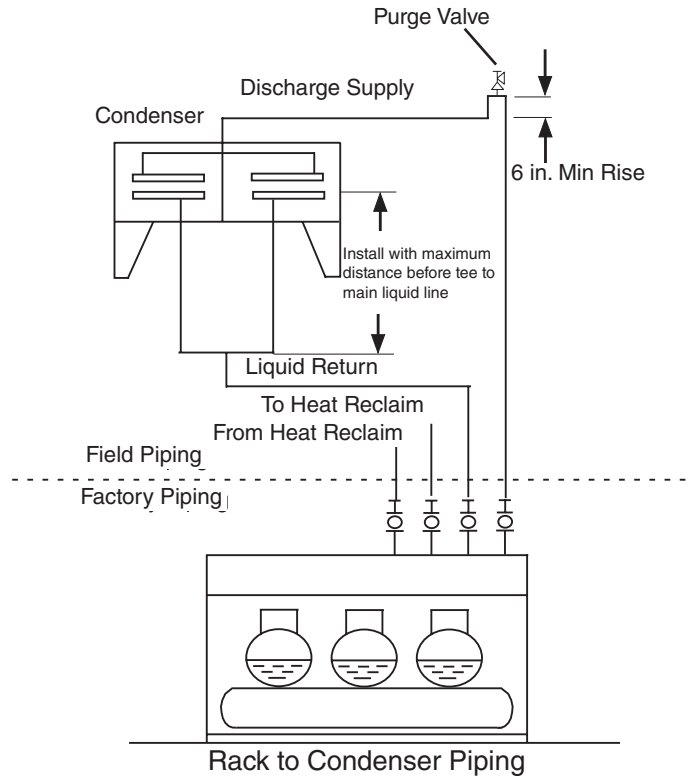 Purge Valve
Discharge Supply
Condenser
6 in. Min Rise
Install with maximum
distance before tee to
main liquid line
Liquid Return
To Heat Reclaim
From Heat Reclaim
Field Piping
Factory Piping
Rack to Condenser Piping